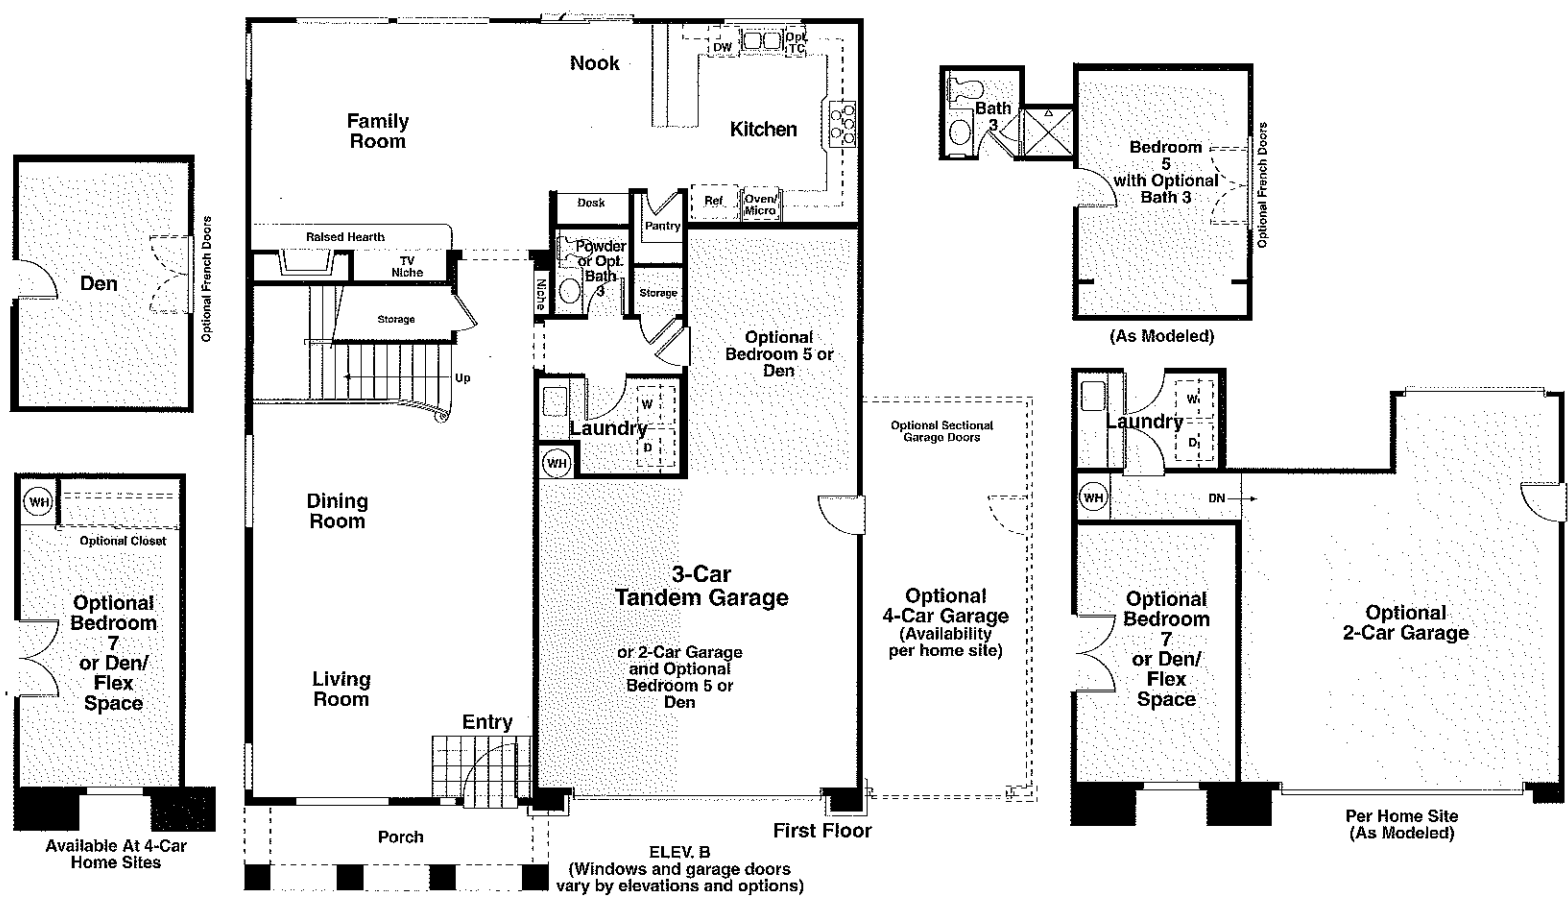 Den
Optional French Doors
WH
Optional Closet
Optional
Bedroom
7
or Den/
Flex
Space
Available At 4-Car
Home Sites
Family
Room
Nook
DW
Opt.
TC
Kitchen
Desk
Ref
Oven/
Micro
Pantry
Raised Hearth
TV
Niche
Powder
or Opt.
Bath
3
Niche
Storage
Storage
Up
Optional
Bedroom 5 or
Den
W
Laundry
D
WH
Dining
Room
Living
Room
Entry
3-Car
Tandem Garage
or 2-Car Garage
and Optional
Bedroom 5 or
Den
Optional Sectional
Garage Doors
Optional
4-Car Garage
(Availability
per home site)
First Floor
Porch
ELEV. B
(Windows and garage doors
vary by elevations and options)
Bath
3
Bedroom
5
with Optional
Bath 3
Optional French Doors
(As Modeled)
W
Laundry
D
WH
DN
Optional
Bedroom
7
or Den/
Flex
Space
Optional
2-Car Garage
Per Home Site
(As Modeled)